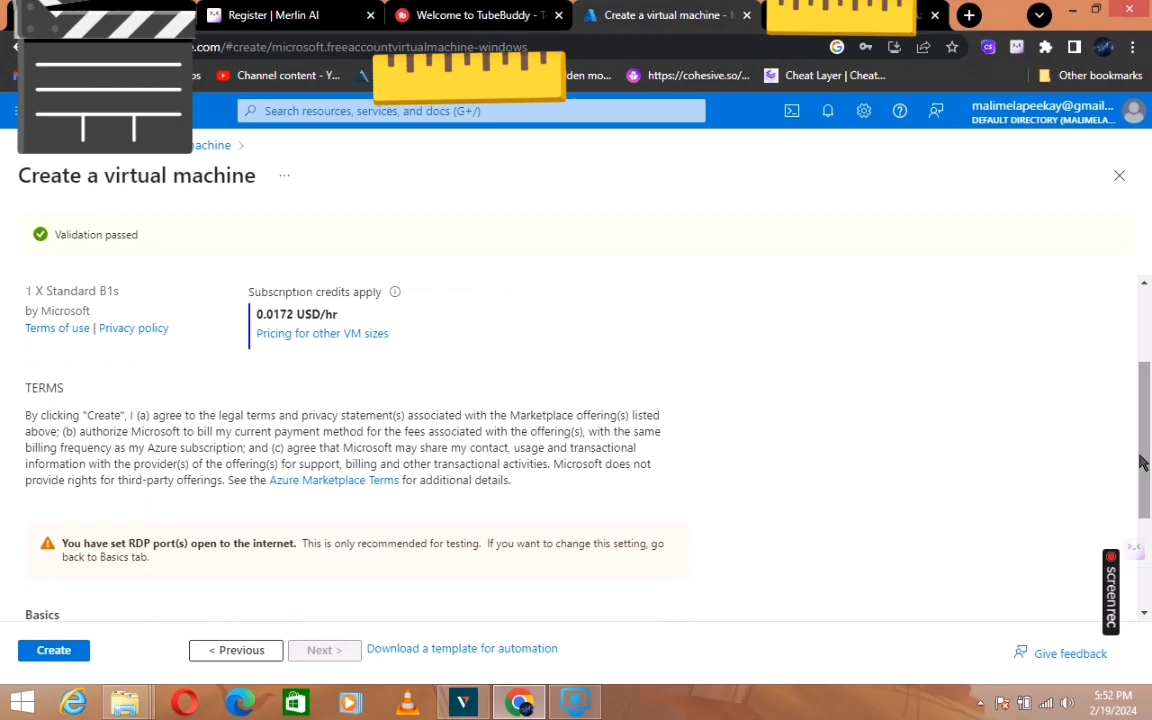 Register | Merlin AI
Welcome to TubeBuddy - T
Create a virtual machine -
.com/#create/microsoft.freeaccountvirtualmachine-windows
Channel content - Y...
den mo...
https://cohesive.so/...
Cheat Layer | Cheat...
Other bookmarks
Search resources, services, and docs (G+/)
malimelapeekay@gmail...
DEFAULT DIRECTORY (MALIMELA...
achine >
Create a virtual machine ...
Validation passed
1 X Standard B1s
by Microsoft
Terms of use | Privacy policy
Subscription credits apply
0.0172 USD/hr
Pricing for other VM sizes
TERMS
By clicking "Create", I (a) agree to the legal terms and privacy statement(s) associated with the Marketplace offering(s) listed
above; (b) authorize Microsoft to bill my current payment method for the fees associated with the offering(s), with the same
billing frequency as my Azure subscription; and (c) agree that Microsoft may share my contact, usage and transactional
information with the provider(s) of the offering(s) for support, billing and other transactional activities. Microsoft does not
provide rights for third-party offerings. See the Azure Marketplace Terms for additional details.
You have set RDP port(s) open to the internet. This is only recommended for testing. If you want to change this setting, go
back to Basics tab.
Basics
screenrec
Create
< Previous
Next >
Download a template for automation
Give feedback
5:52 PM
2/19/2024